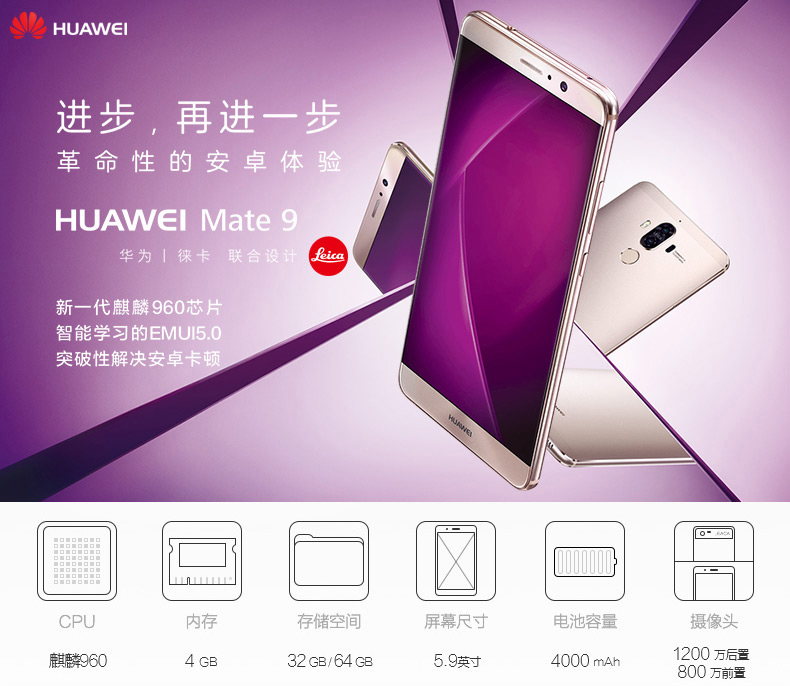 HUAWEI
进步，再进一步
革命性的安卓体验
HUAWEI Mate 9
华为丨徕卡 联合设计 Leica
新一代麒麟960芯片
智能学习的EMUI5.0
突破性解决安卓卡顿
HUAWEI
CPU 内存 存储空间 屏幕尺寸 电池容量 摄像头
麒麟960 4 GB 32 GB / 64 GB 5.9英寸 4000 mAh 1200 万后置
800 万前置